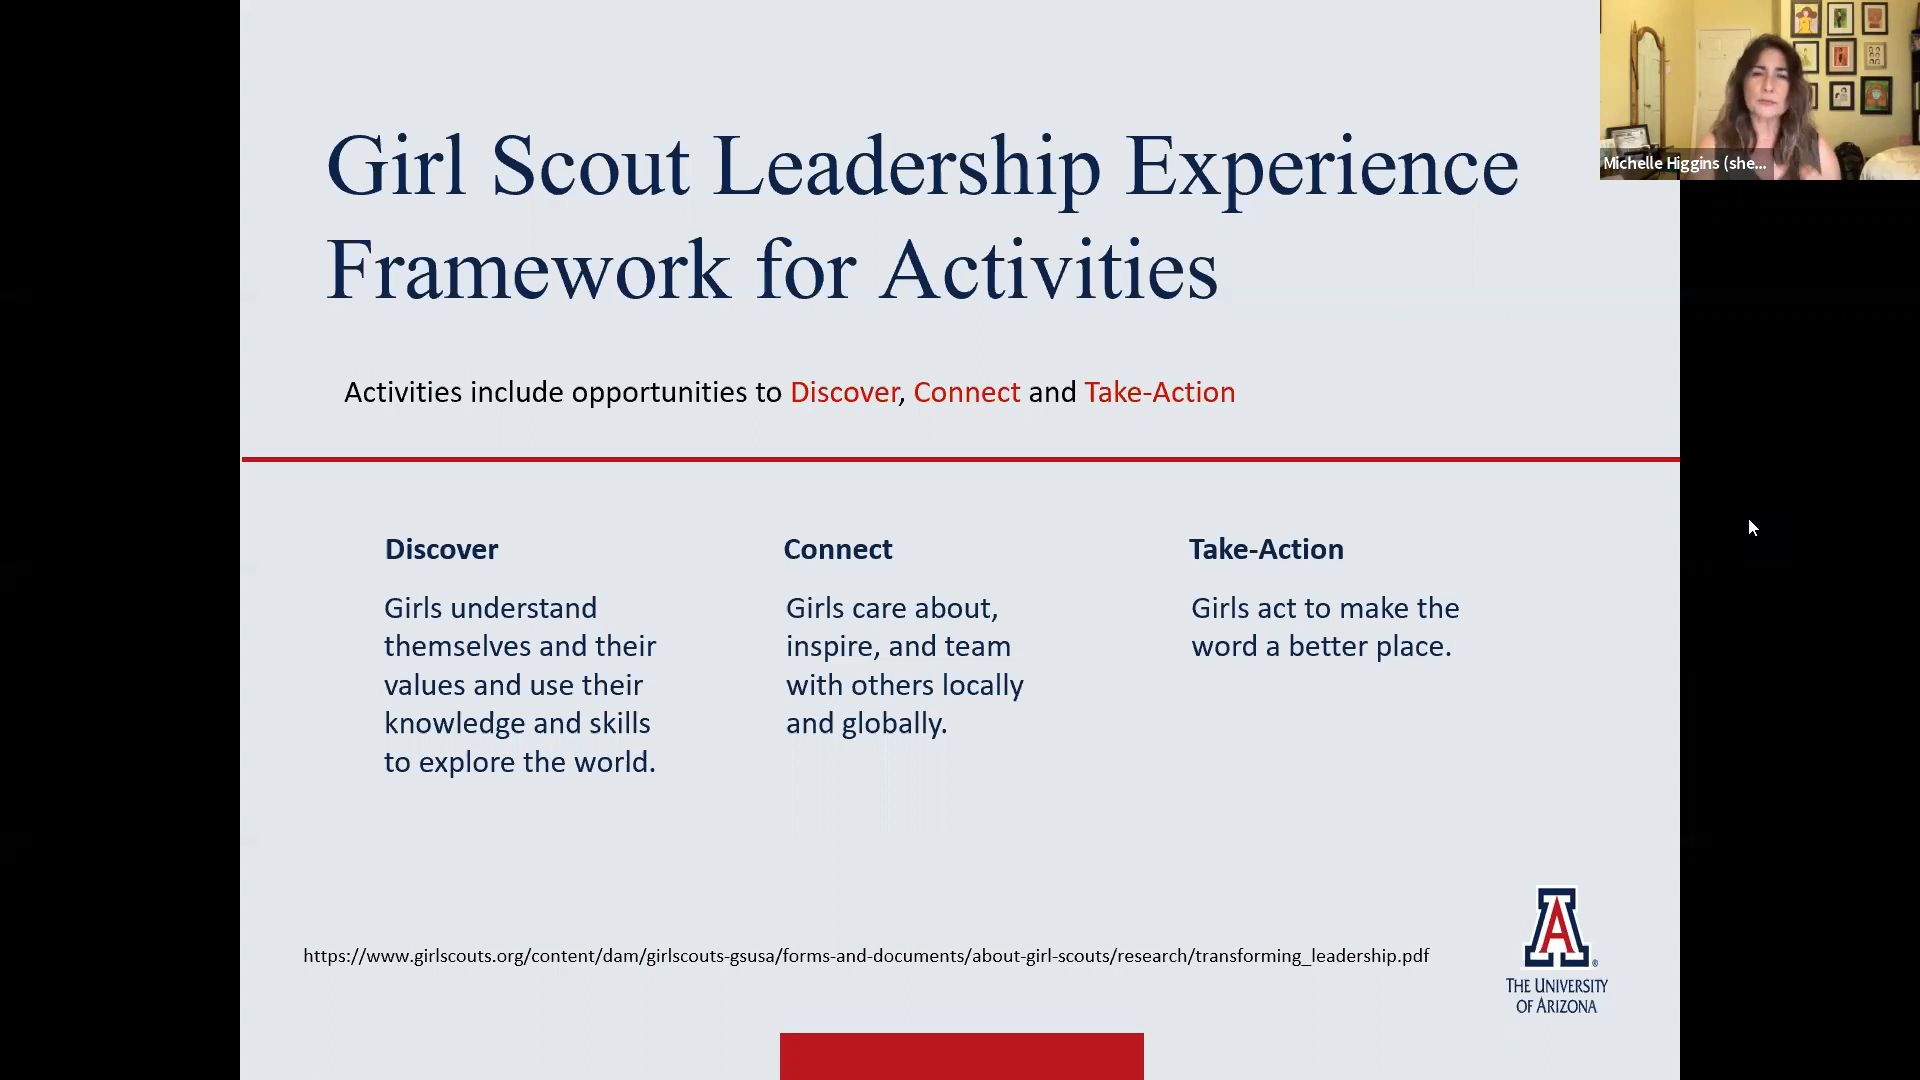 Girl Scout Leadership Experience
Framework for Activities
Michelle Higgins (she...
Activities include opportunities to Discover, Connect and Take-Action
Discover
Girls understand
themselves and their
values and use their
knowledge and skills
to explore the world.
Connect
Girls care about,
inspire, and team
with others locally
and globally.
Take-Action
Girls act to make the
word a better place.
https://www.girlscouts.org/content/dam/girlscouts-gsusa/forms-and-documents/about-girl-scouts/research/transforming_leadership.pdf
A
THE UNIVERSITY
OF ARIZONA